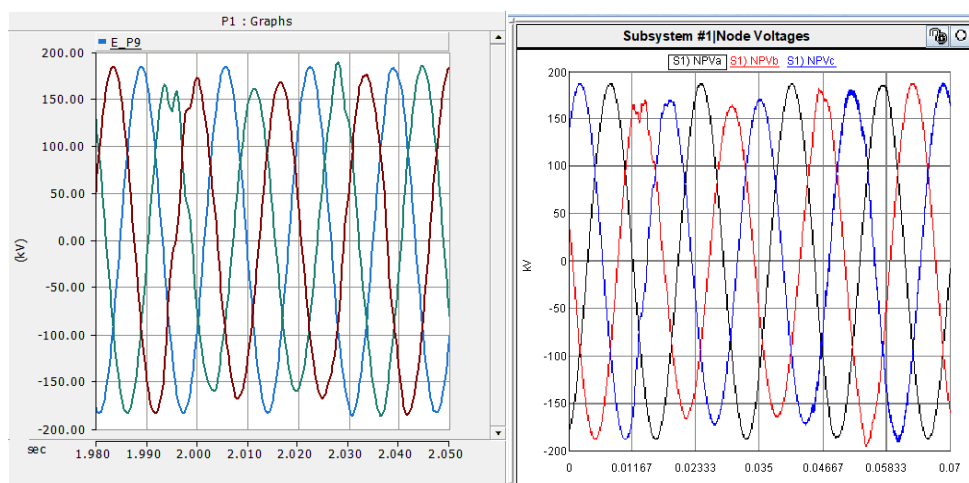 P1 : Graphs
E_P9
200.00
150.00
100.00
50.00
0.00
-50.00
-100.00
-150.00
-200.00
(kV)
sec
1.980 1.990 2.000 2.010 2.020 2.030 2.040 2.050
Subsystem #1|Node Voltages
S1) NPVa S1) NPVb S1) NPVc
200
150
100
50
0
-50
-100
-150
-200
kV
0 0.01167 0.02333 0.035 0.04667 0.05833 0.07